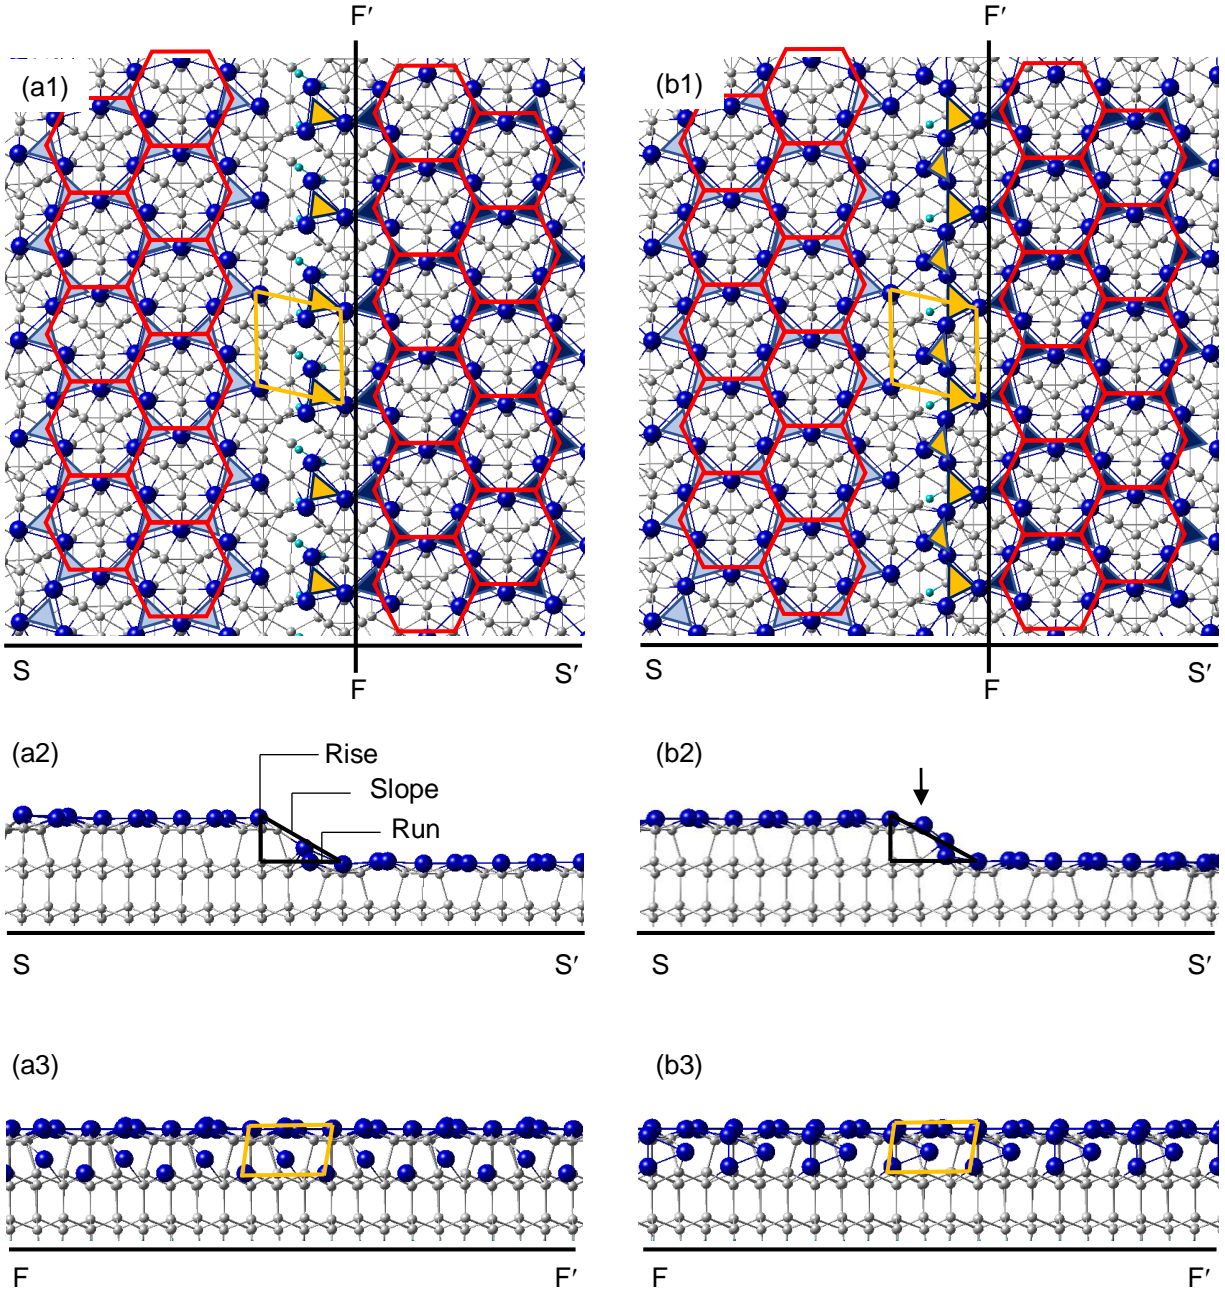 F′ F′
(a1) (b1)
S F S′ S F S′
(a2) (b2)
Rise
Slope
Run
S S′ S S′
(a3) (b3)
F F′ F F′